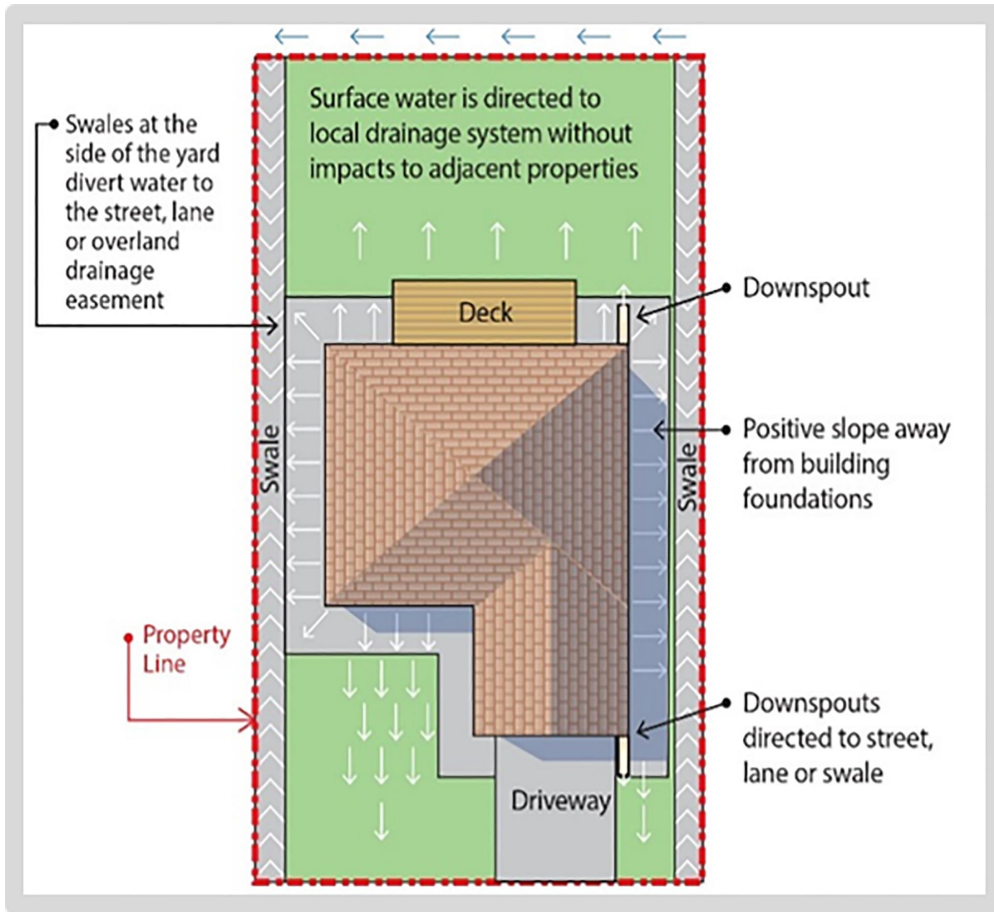 Surface water is directed to
local drainage system without
impacts to adjacent properties
Swales at the
side of the yard
divert water to
the street, lane
or overland
drainage
easement
Deck
Downspout
Swale
Swale
Positive slope away
from building
foundations
Property
Line
Downspouts
directed to street,
lane or swale
Driveway